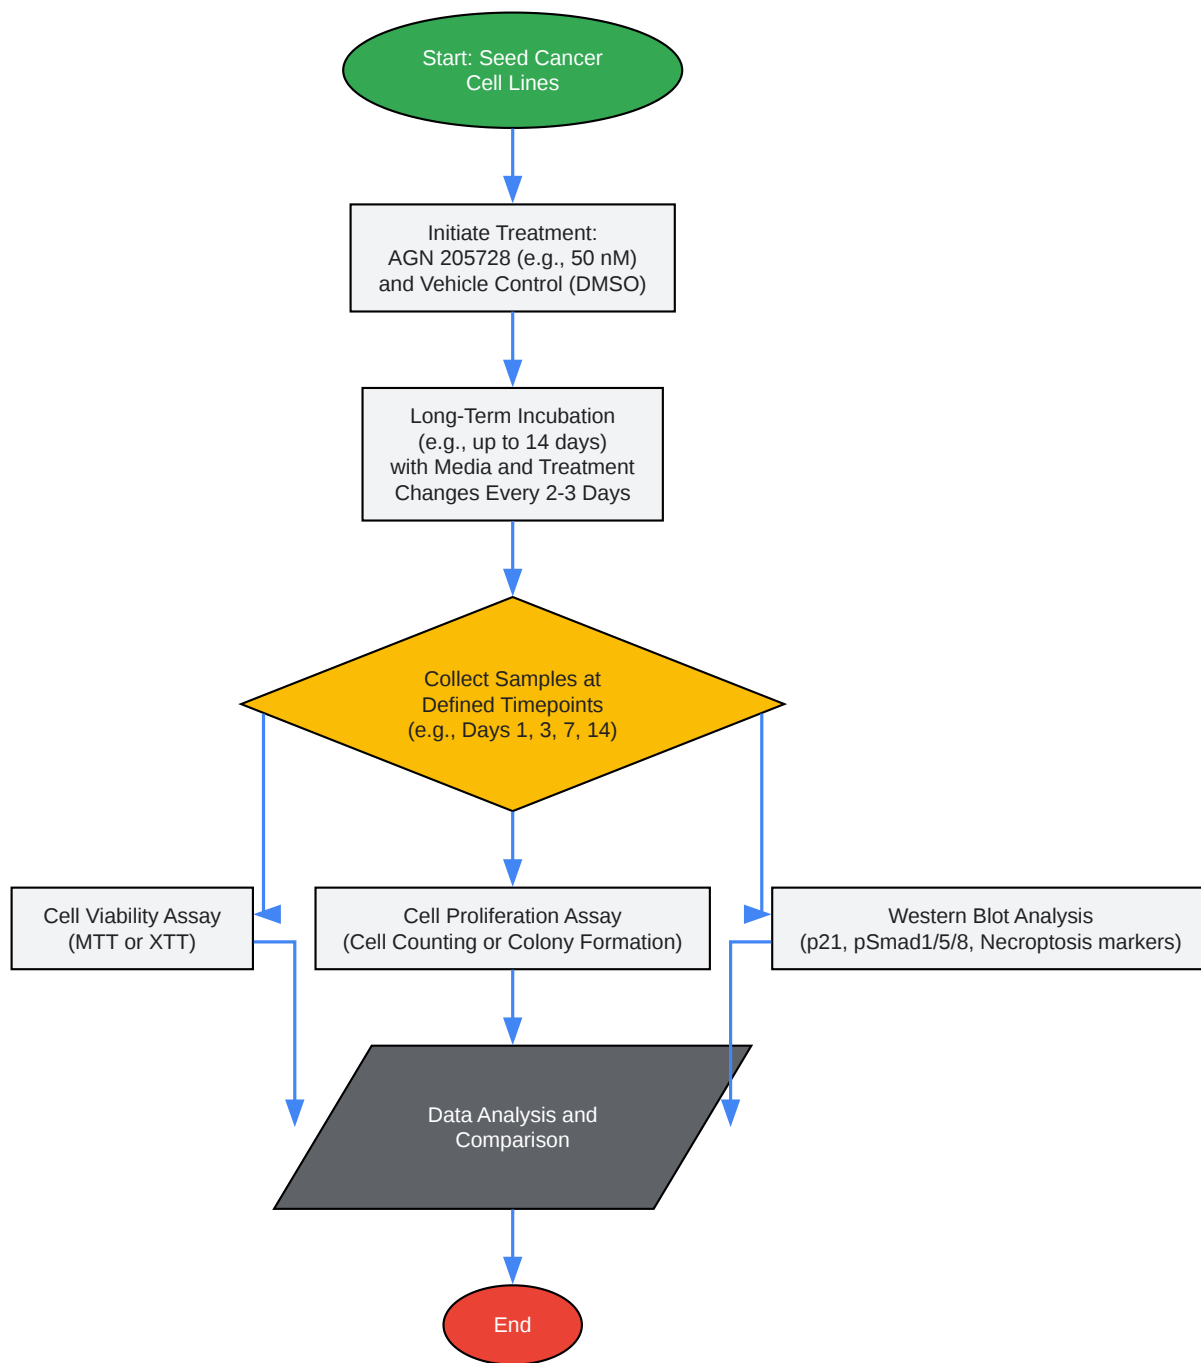 Start: Seed Cancer
Cell Lines
Initiate Treatment:
AGN 205728 (e.g., 50 nM)
and Vehicle Control (DMSO)
Long-Term Incubation
(e.g., up to 14 days)
with Media and Treatment
Changes Every 2-3 Days
Collect Samples at
Defined Timepoints
(e.g., Days 1, 3, 7, 14)
Cell Viability Assay
(MTT or XTT)
Cell Proliferation Assay
(Cell Counting or Colony Formation)
Western Blot Analysis
(p21, pSmad1/5/8, Necroptosis markers)
Data Analysis and
Comparison
End